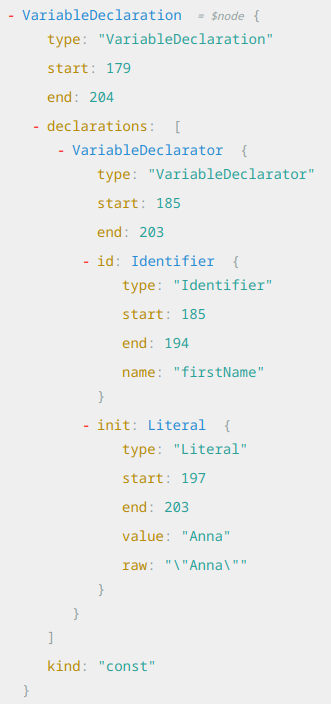 - VariableDeclaration = $node {
type: "VariableDeclaration"
start: 179
end: 204
- declarations: [
- VariableDeclarator {
type: "VariableDeclarator"
start: 185
end: 203
- id: Identifier {
type: "Identifier"
start: 185
end: 194
name: "firstName"
}
- init: Literal {
type: "Literal"
start: 197
end: 203
value: "Anna"
raw: "\"Anna\""
}
}
]
kind: "const"
}